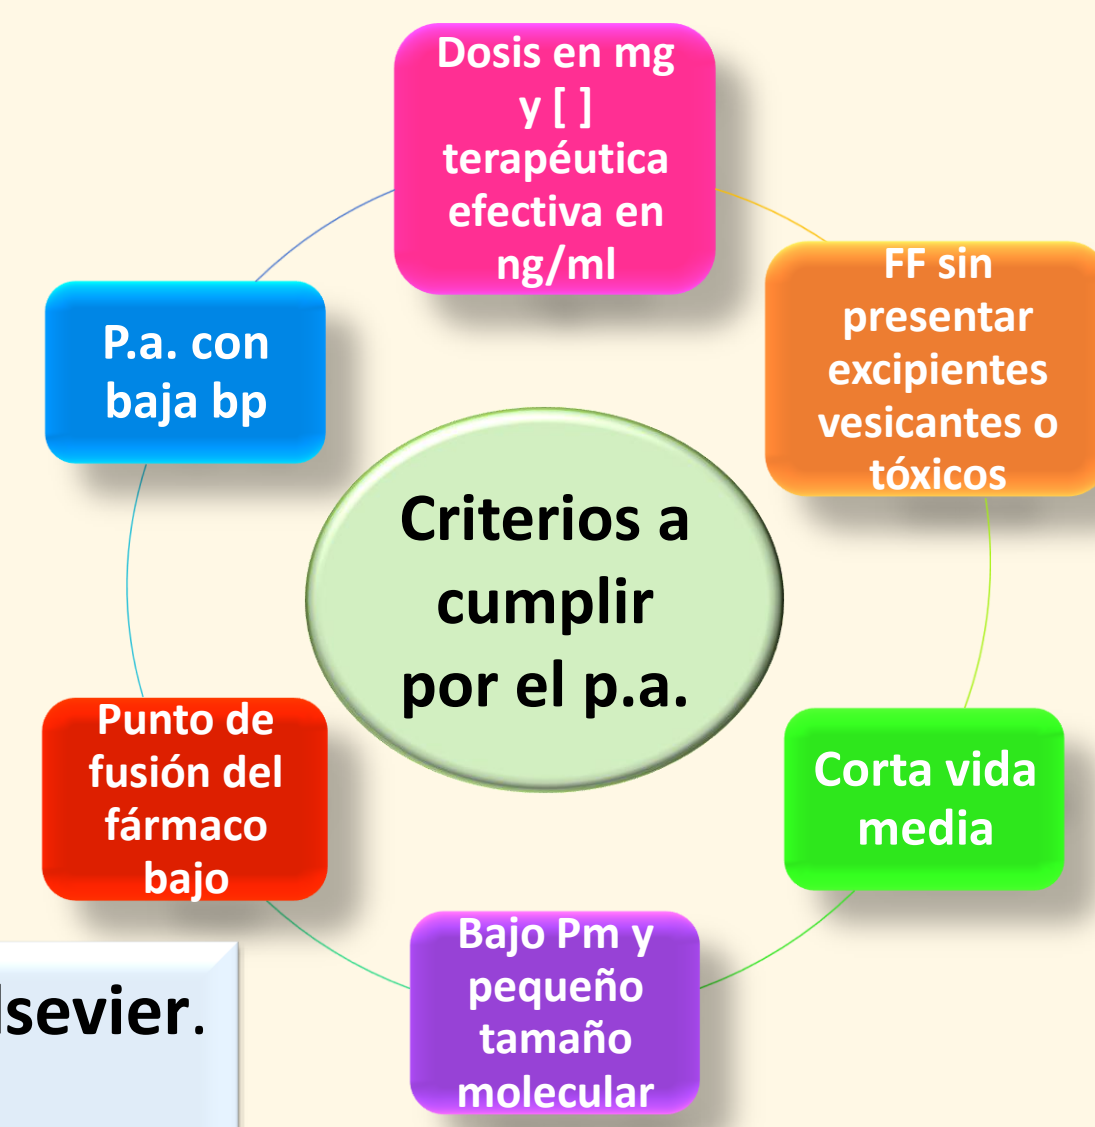 Dosis en mg
y [ ]
terapéutica
efectiva en
ng/ml
FF sin
presentar
excipientes
vesicantes o
tóxicos
P.a. con
baja bp
Criterios a
cumplir
por el p.a.
Punto de
fusión del
fármaco
bajo
Corta vida
media
Bajo Pm y
pequeño
tamaño
molecular
lsevier.